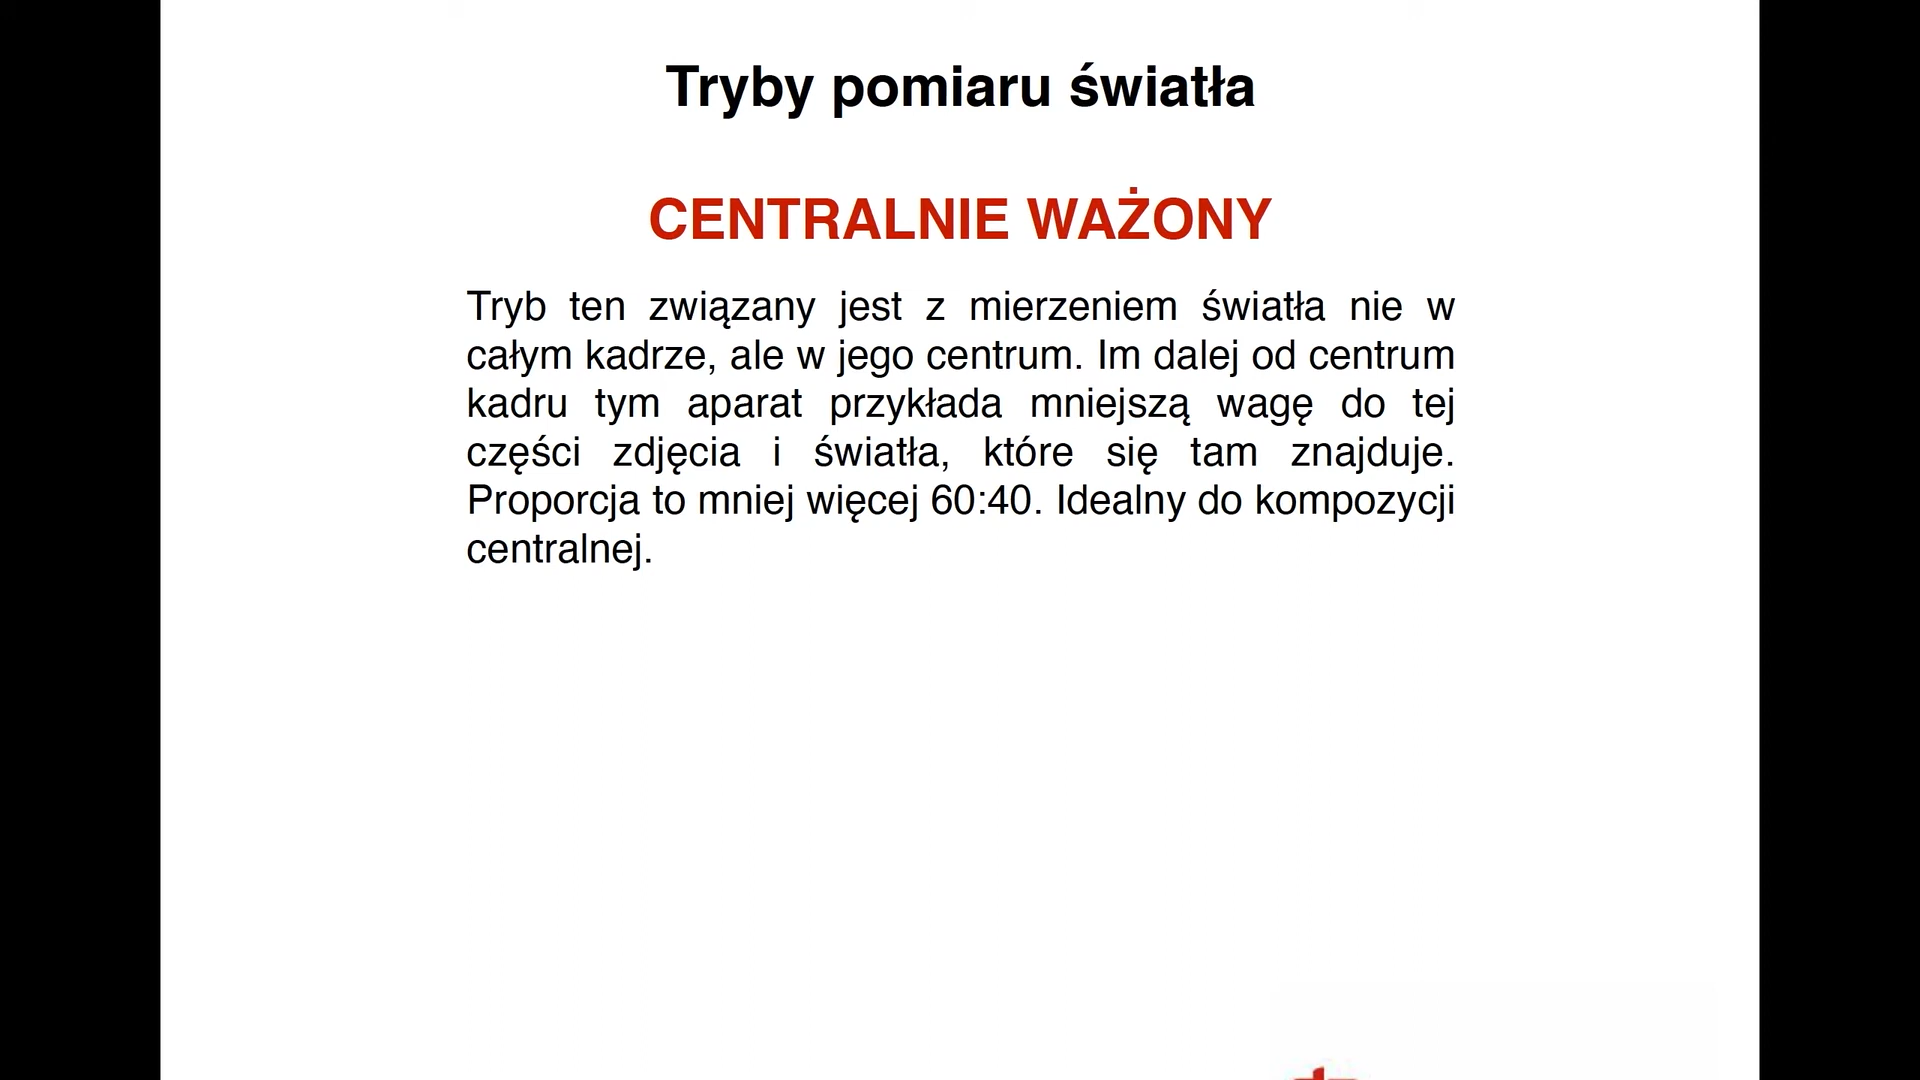 Tryby pomiaru światła
CENTRALNIE WAŻONY
Tryb ten związany jest z mierzeniem światła nie w
całym kadrze, ale w jego centrum. Im dalej od centrum
kadru tym aparat przykłada mniejszą wagę do tej
części zdjęcia i światła, które się tam znajduje.
Proporcja to mniej więcej 60:40. Idealny do kompozycji
centralnej.